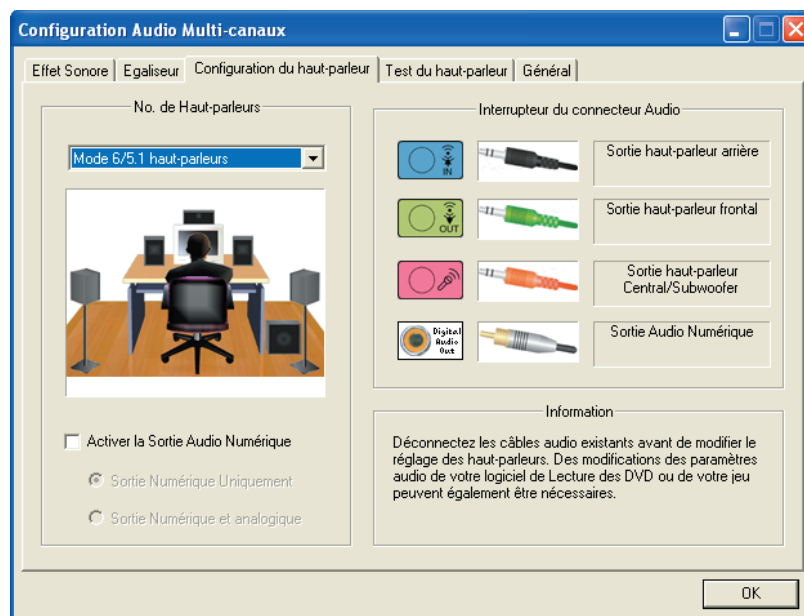 Configuration Audio Multi-canaux
Effet Sonore
Egaliseur
Configuration du haut-parleur
Test du haut-parleur
Général
No. de Haut-parleurs
Mode 6/5.1 haut-parleurs
Activer la Sortie Audio Numérique
Sortie Numérique Uniquement
Sortie Numérique et analogique
Interrupteur du connecteur Audio
IN
Sortie haut-parleur arrière
OUT
Sortie haut-parleur frontal
Sortie haut-parleur
Central/Subwoofer
Digital
Audio
Out
Sortie Audio Numérique
Information
Déconnectez les câbles audio existants avant de modifier le
réglage des haut-parleurs. Des modifications des paramètres
audio de votre logiciel de Lecture des DVD ou de votre jeu
peuvent également être nécessaires.
OK